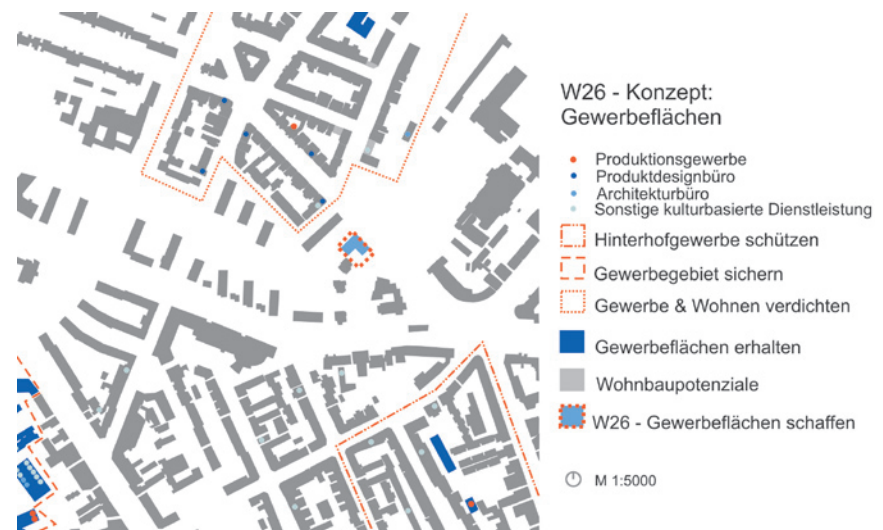 W26 - Konzept:
Gewerbeflächen
Produktionsgewerbe
Produktdesignbüro
Architekturbüro
Sonstige kulturbasierte Dienstleistung
Hinterhofgewerbe schützen
Gewerbegebiet sichern
Gewerbe & Wohnen verdichten
Gewerbeflächen erhalten
Wohnbaupotenziale
W26 - Gewerbeflächen schaffen
M 1:5000